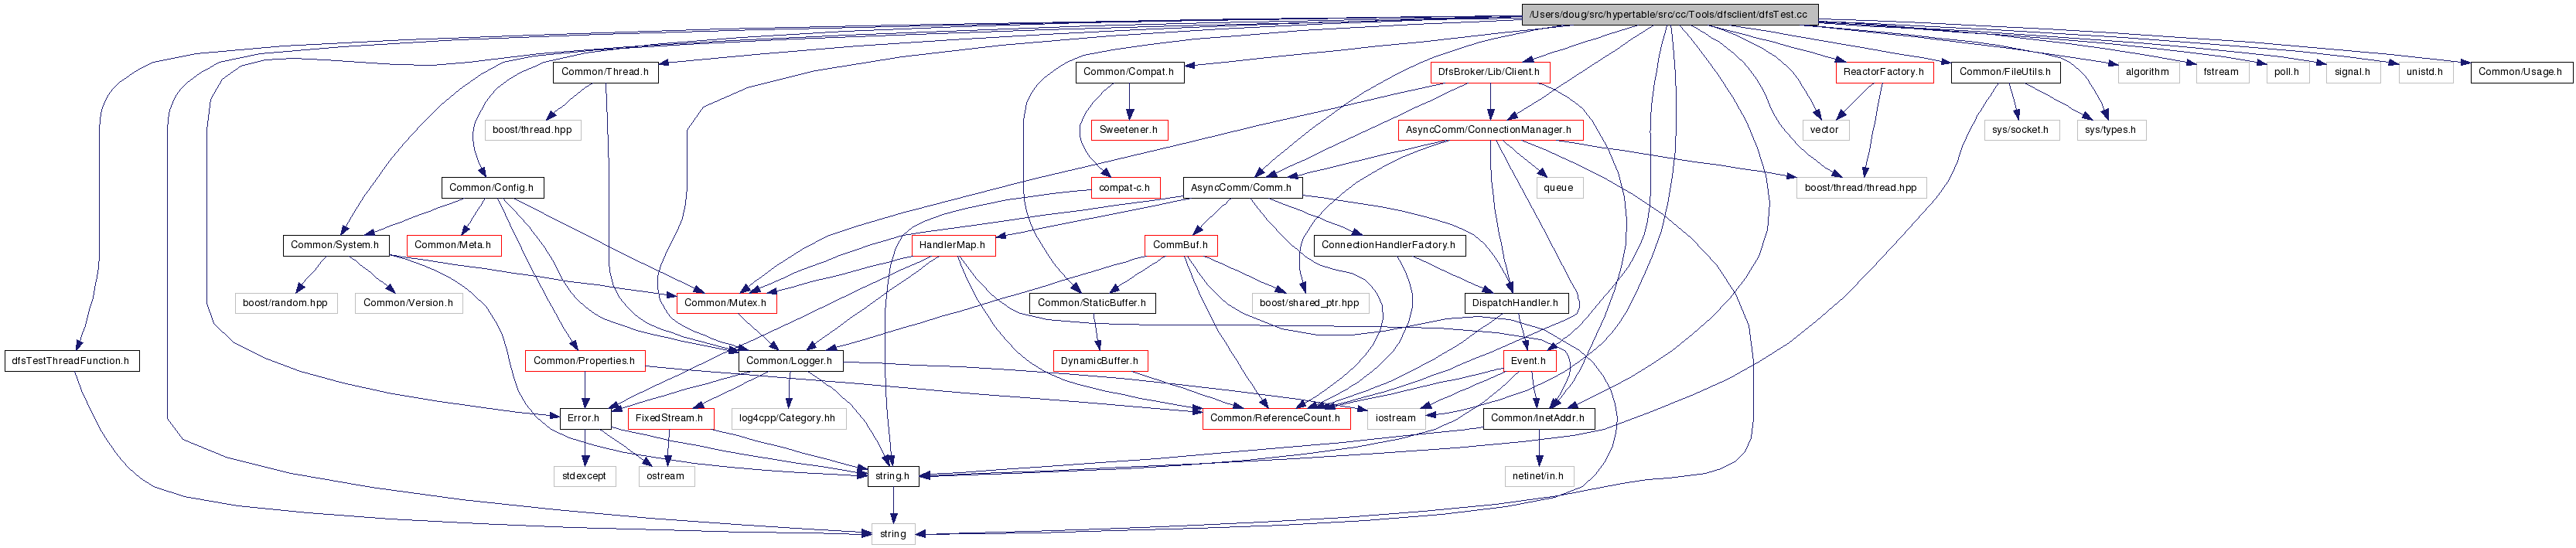 /Users/doug/src/hypertable/src/cc/Tools/dfsclient/dfsTest.cc
Common/Thread.h
Common/Compat.h
DfsBroker/Lib/Client.h
ReactorFactory.h
Common/FileUtils.h
algorithm
fstream
poll.h
signal.h
unistd.h
Common/Usage.h
boost/thread.hpp
Sweetener.h
AsyncComm/ConnectionManager.h
vector
sys/socket.h
sys/types.h
Common/Config.h
compat-c.h
AsyncComm/Comm.h
queue
boost/thread/thread.hpp
Common/System.h
Common/Meta.h
HandlerMap.h
CommBuf.h
ConnectionHandlerFactory.h
boost/random.hpp
Common/Version.h
Common/Mutex.h
Common/StaticBuffer.h
boost/shared_ptr.hpp
DispatchHandler.h
dfsTestThreadFunction.h
Common/Properties.h
Common/Logger.h
DynamicBuffer.h
Event.h
Error.h
FixedStream.h
log4cpp/Category.hh
Common/ReferenceCount.h
iostream
Common/InetAddr.h
stdexcept
ostream
string.h
netinet/in.h
string